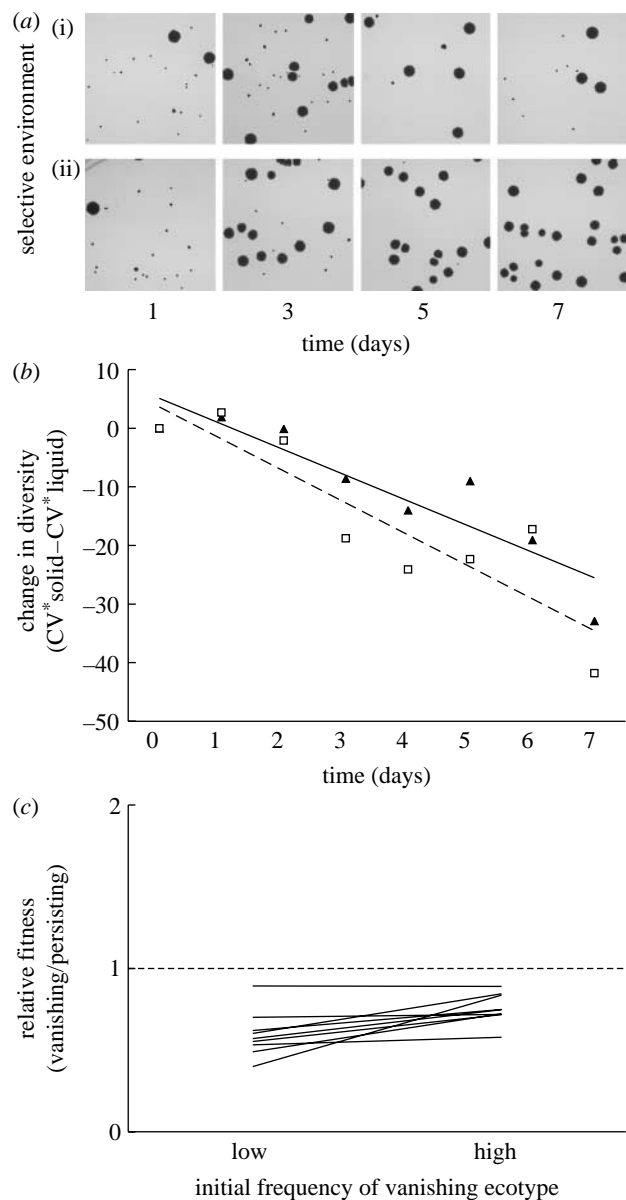 (a) (i)
(ii)
selective environment
1 3 5 7
time (days)
(b)
10
0
–10
–20
–30
–40
–50
change in diversity
(CV*solid–CV*liquid)
0 1 2 3 4 5 6 7
time (days)
(c)
2
1
0
relative fitness
(vanishing/persisting)
low high
initial frequency of vanishing ecotype